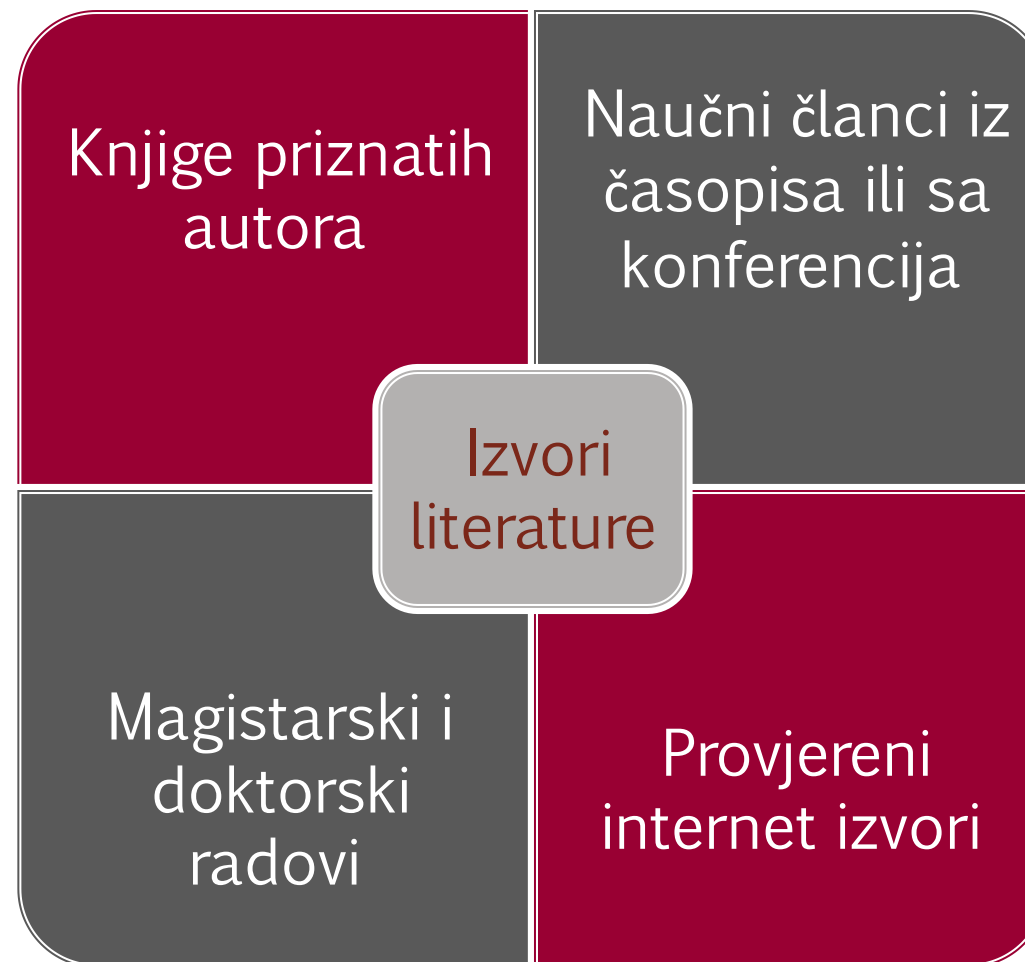 Knjige priznatih
autora
Naučni članci iz
časopisa ili sa
konferencija
Izvori
literature
Magistarski i
doktorski
radovi
Provjereni
internet izvori